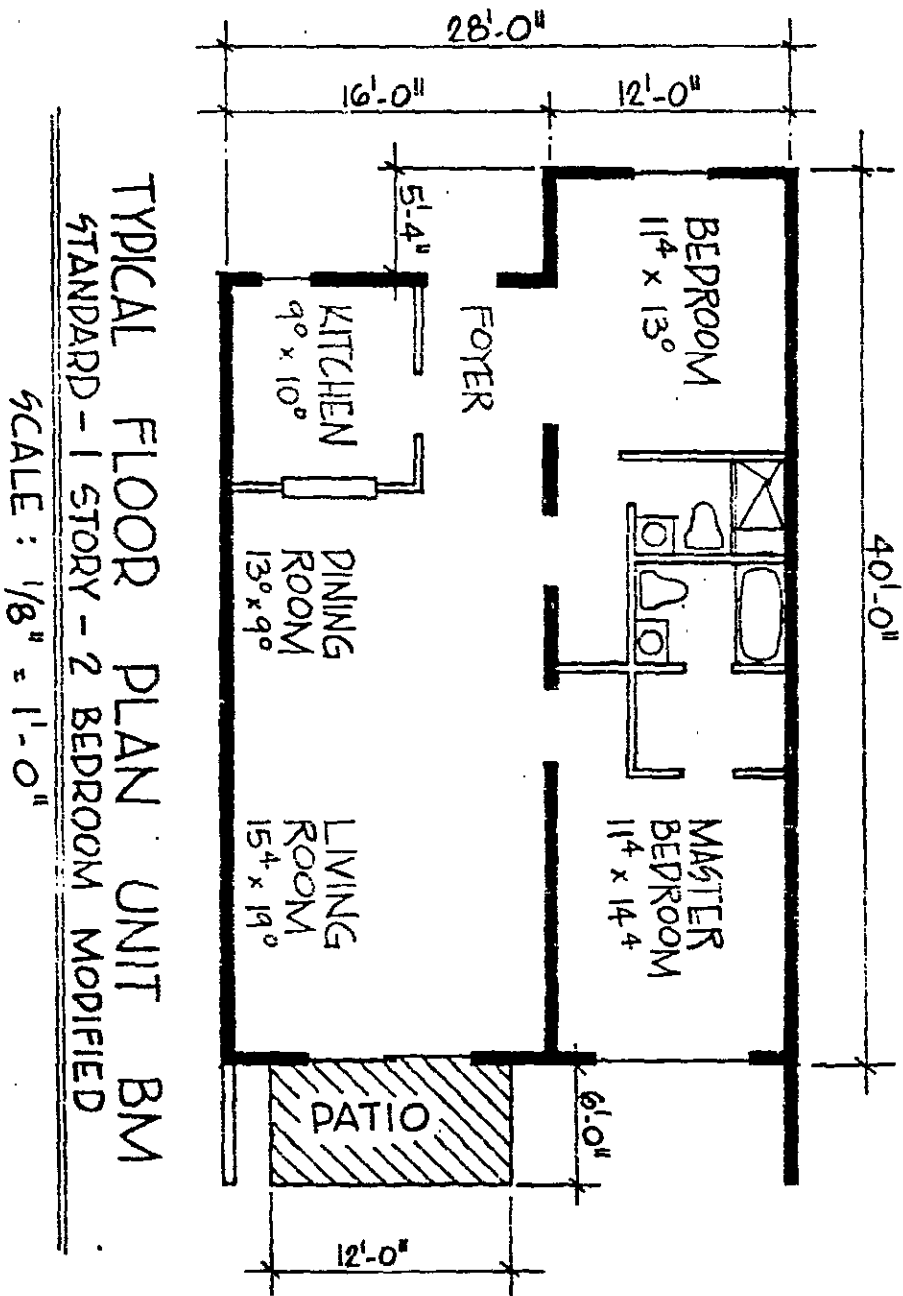 28'-0"
16'-0"
12'-0"
5'-4"
40'-0"
BEDROOM
11⁴ x 13⁰
FOYER
KITCHEN
9⁰ x 10⁰
DINING
ROOM
13⁰ x 9⁰
LIVING
ROOM
15⁴ x 19⁰
MASTER
BEDROOM
11⁴ x 14⁴
PATIO
6'-0"
12'-0"
TYPICAL FLOOR PLAN UNIT BM
STANDARD - 1 STORY - 2 BEDROOM MODIFIED
SCALE : 1/8" = 1'-0"